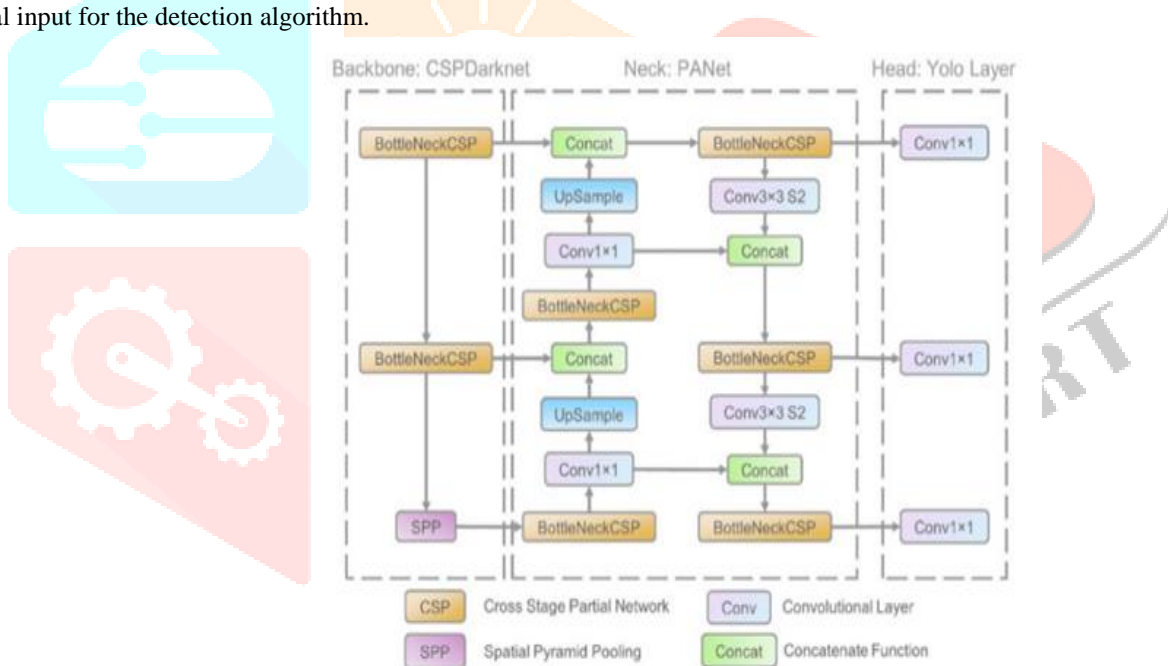 al input for the detection algorithm.
Backbone: CSPDarknet Neck: PANet Head: Yolo Layer
BottleNeckCSP Concat BottleNeckCSP Conv1×1
UpSample Conv3×3 S2
Conv1×1 Concat
BottleNeckCSP
BottleNeckCSP Concat BottleNeckCSP Conv1×1
UpSample Conv3×3 S2
Conv1×1 Concat
SPP BottleNeckCSP BottleNeckCSP Conv1×1
CSP Cross Stage Partial Network Conv Convolutional Layer
SPP Spatial Pyramid Pooling Concat Concatenate Function